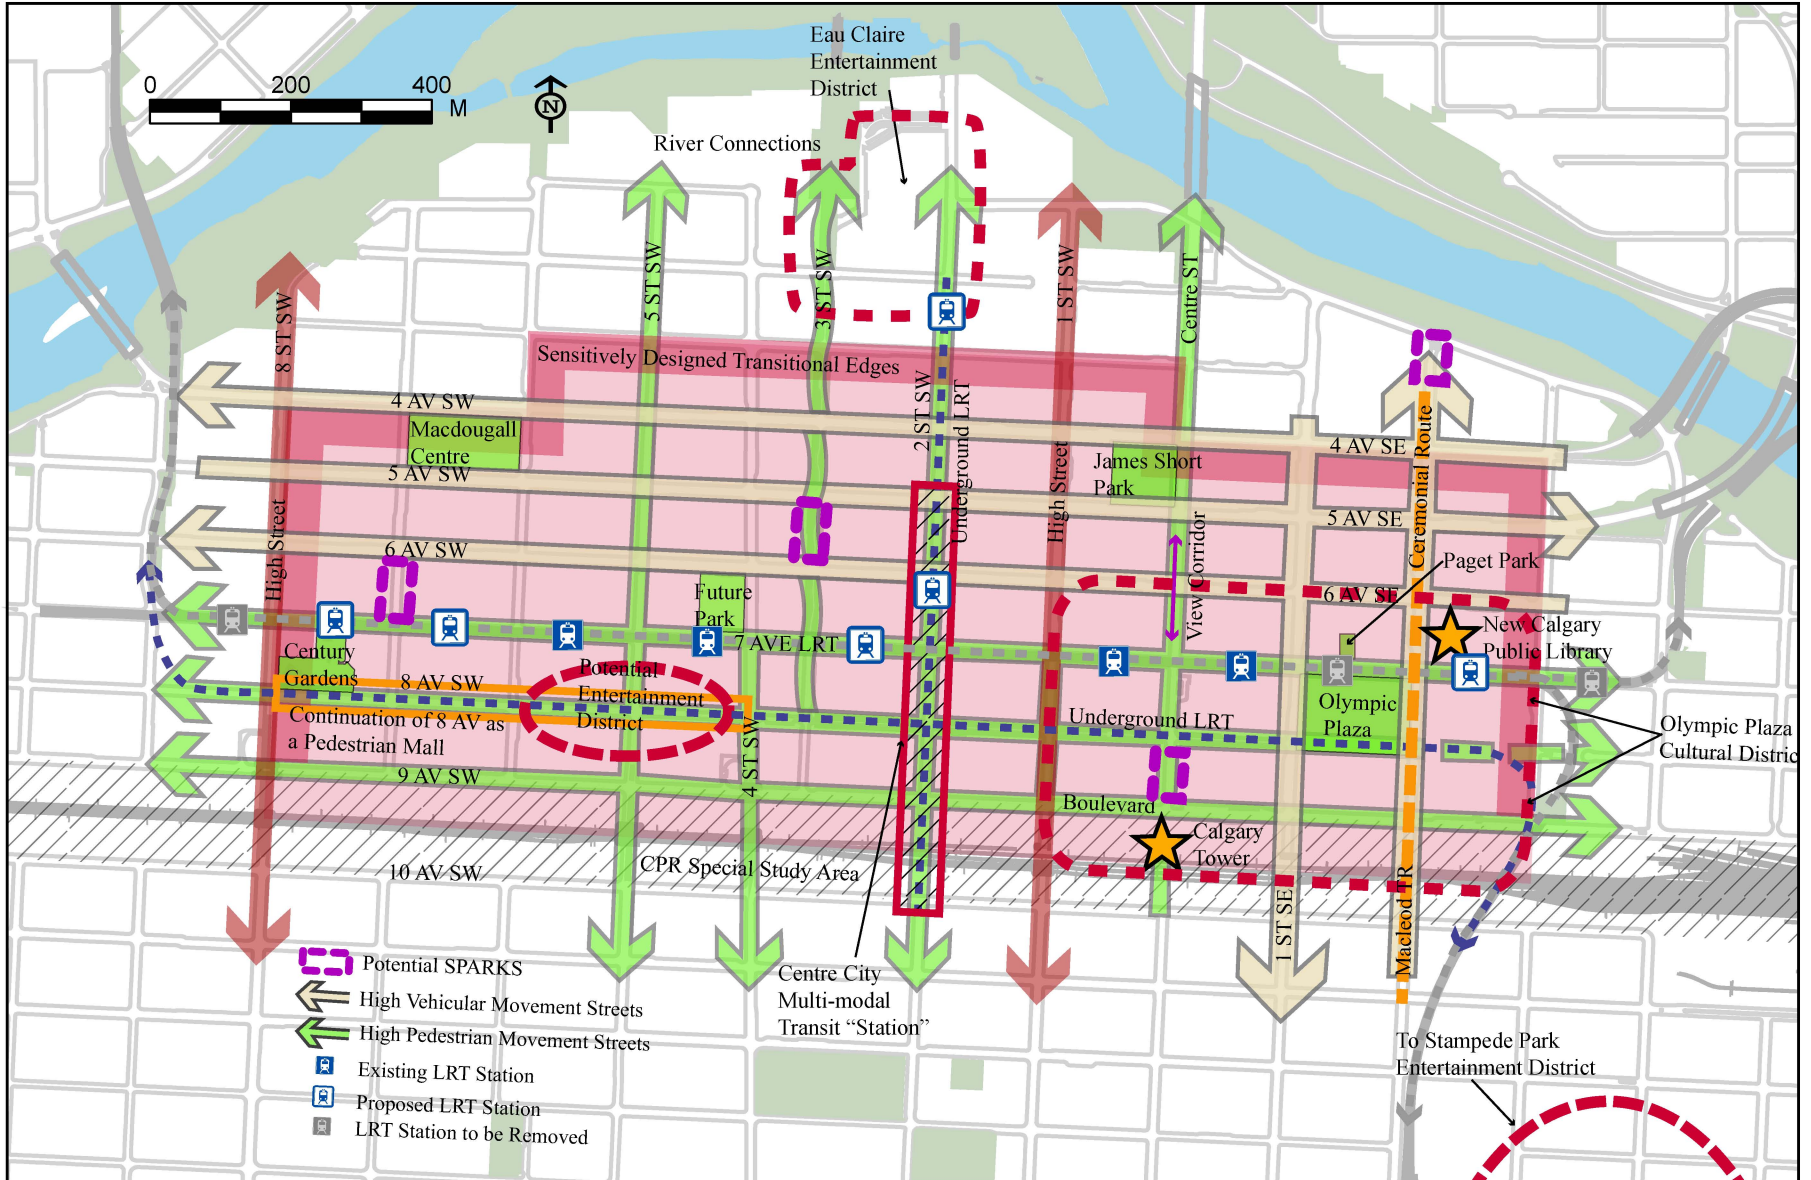 Eau Claire
Entertainment
District
0 200 400
M
N
River Connections
8 ST SW
5 ST SW
3 ST SW
1 ST SW
Centre ST
Sensitively Designed Transitional Edges
2 ST SW
Underground LRT
4 AV SW
Macdougall
Centre
5 AV SW
6 AV SW
High Street
High Street
4 AV SE
James Short
Park
5 AV SE
Ceremonial Route
View Corridor
Paget Park
6 AV SE
Future
Park
7 AVE LRT
New Calgary
Public Library
Century
Gardens
8 AV SW
Potential
Entertainment
District
Continuation of 8 AV as
a Pedestrian Mall
Underground LRT
Olympic
Plaza
Olympic Plaza
Cultural Distric
4 ST SW
9 AV SW
Boulevard
Calgary
Tower
CPR Special Study Area
10 AV SW
1 ST SE
Macleod TR
Centre City
Multi-modal
Transit “Station”
Potential SPARKS
High Vehicular Movement Streets
High Pedestrian Movement Streets
Existing LRT Station
Proposed LRT Station
LRT Station to be Removed
To Stampede Park
Entertainment District